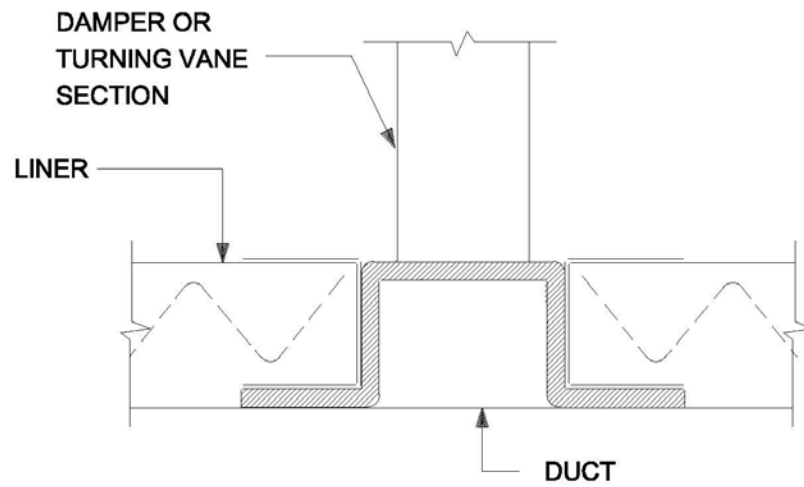 DAMPER OR
TURNING VANE
SECTION
LINER
DUCT